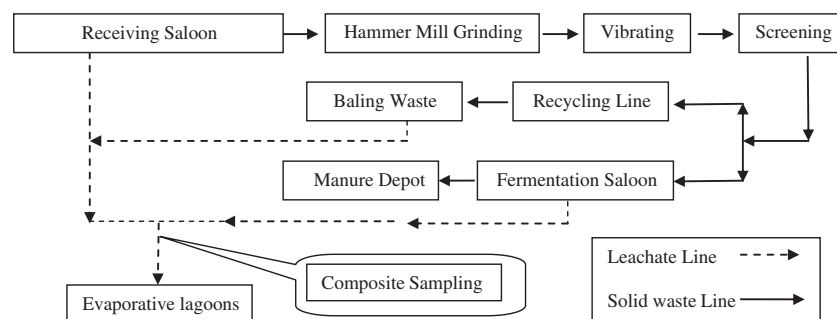 Receiving Saloon
Hammer Mill Grinding
Vibrating
Screening
Baling Waste
Recycling Line
Manure Depot
Fermentation Saloon
Composite Sampling
Evaporative lagoons
Leachate Line
Solid waste Line